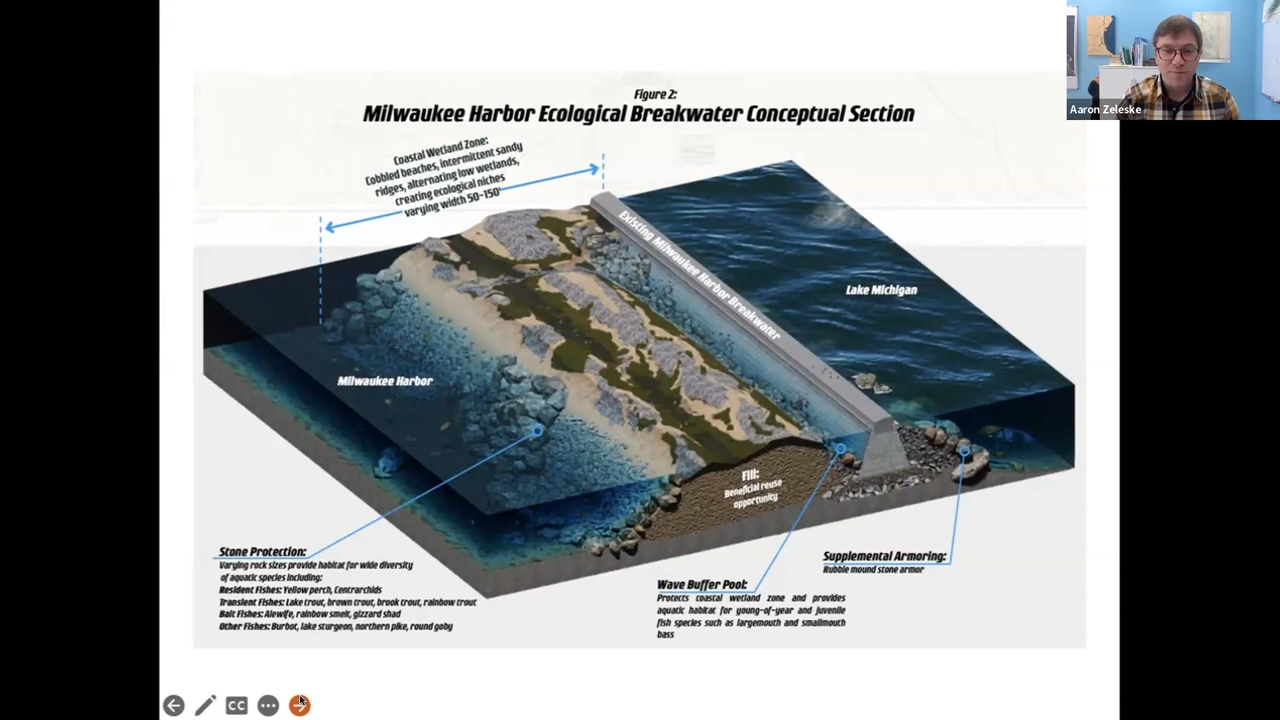 Aaron Zeleske
Figure 2:
Milwaukee Harbor Ecological Breakwater Conceptual Section
Coastal Wetland Zone:
Cobbled beaches, intermittent sandy
ridges, alternating low wetlands,
creating ecological niches
varying width 50-150'
Existing Milwaukee Harbor Breakwater
Lake Michigan
Milwaukee Harbor
Fill:
Beneficial reuse
opportunity
Stone Protection:
Varying rock sizes provide habitat for wide diversity
of aquatic species including:
Resident Fishes: Yellow perch, Centrarchids
Transient Fishes: Lake trout, brown trout, brook trout, rainbow trout
Bait Fishes: Alewife, rainbow smelt, gizzard shad
Other Fishes: Burbot, lake sturgeon, northern pike, round goby
Wave Buffer Pool:
Protects coastal wetland zone and provides
aquatic habitat for young-of-year and juvenile
fish species such as largemouth and smallmouth
bass
Supplemental Armoring:
Rubble mound stone armor
CC